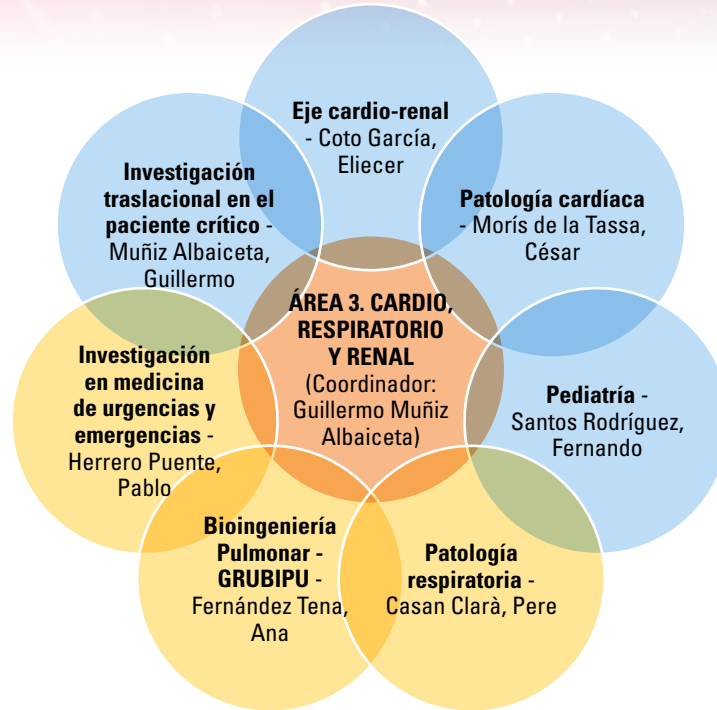 Eje cardio-renal
- Coto García,
Eliecer
Investigación
traslacional en el
paciente crítico -
Muñiz Albaiceta,
Guillermo
Patología cardíaca
- Morís de la Tassa,
César
ÁREA 3. CARDIO,
RESPIRATORIO
Y RENAL
(Coordinador:
Guillermo Muñiz
Albaiceta)
Investigación
en medicina
de urgencias y
emergencias -
Herrero Puente,
Pablo
Pediatría -
Santos Rodríguez,
Fernando
Bioingeniería
Pulmonar -
GRUBIPU -
Fernández Tena,
Ana
Patología
respiratoria -
Casan Clarà, Pere